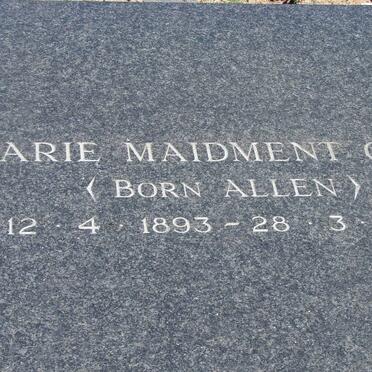 ARIE MAIDMENT
⟨ BORN ALLEN ⟩
12 · 4 · 1893 - 28 · 3 ·